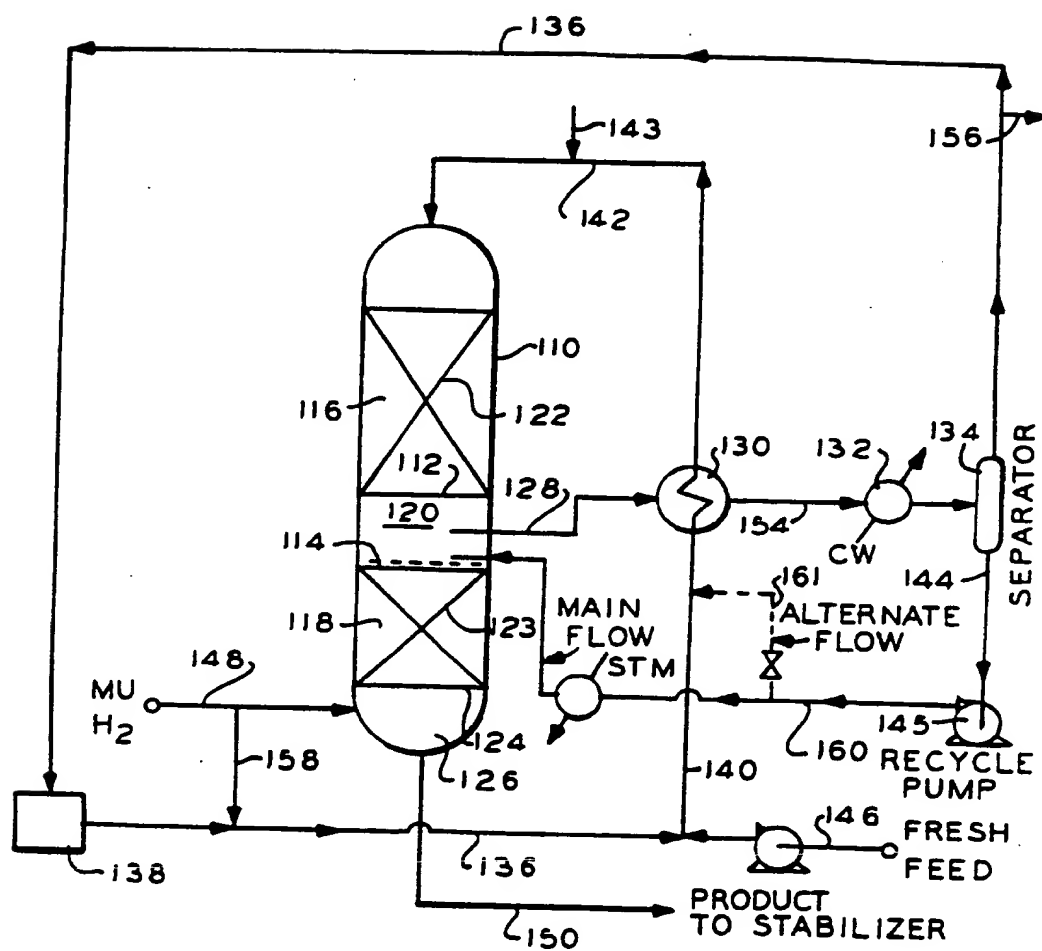 136
143
156
142
110
116
122
112
128
130
132
134
120
154
CW
SEPARATOR
114
144
161
MAIN
FLOW
ALTERNATE
FLOW
118
123
STM
148
MU
H2
124
126
145
160
RECYCLE
PUMP
158
140
146
FRESH
FEED
138
136
150
PRODUCT
TO STABILIZER